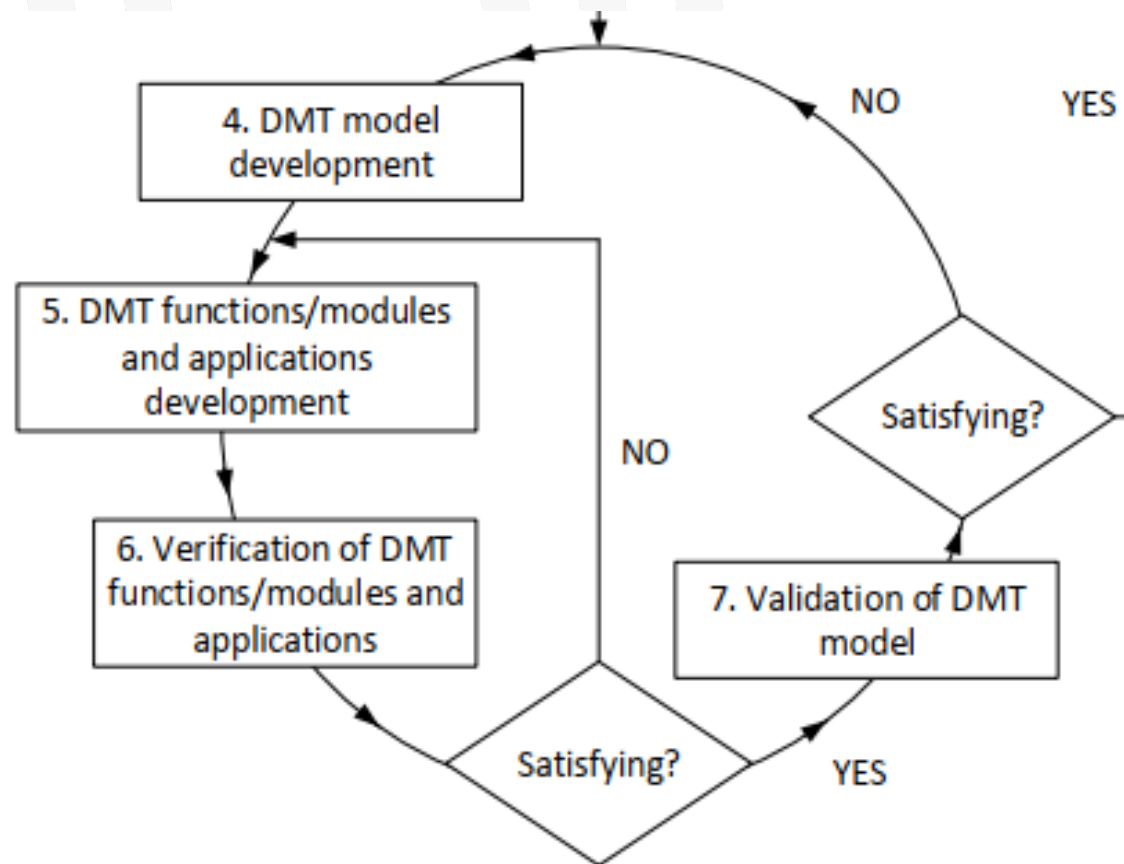 NO
YES
4. DMT model
development
5. DMT functions/modules
and applications
development
Satisfying?
NO
6. Verification of DMT
functions/modules and
applications
7. Validation of DMT
model
Satisfying?
YES